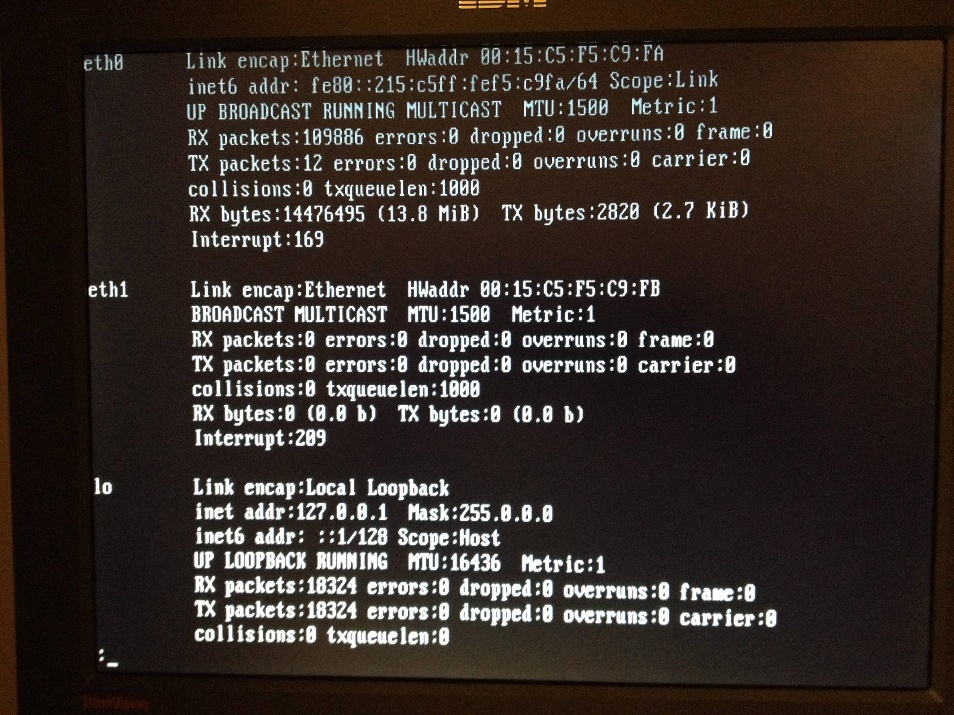 IBM
eth0 Link encap:Ethernet HWaddr 00:15:C5:F5:C9:FA
inet6 addr: fe80::215:c5ff:fef5:c9fa/64 Scope:Link
UP BROADCAST RUNNING MULTICAST MTU:1500 Metric:1
RX packets:109886 errors:0 dropped:0 overruns:0 frame:0
TX packets:12 errors:0 dropped:0 overruns:0 carrier:0
collisions:0 txqueuelen:1000
RX bytes:14476495 (13.8 MiB) TX bytes:2820 (2.7 KiB)
Interrupt:169
eth1 Link encap:Ethernet HWaddr 00:15:C5:F5:C9:FB
BROADCAST MULTICAST MTU:1500 Metric:1
RX packets:0 errors:0 dropped:0 overruns:0 frame:0
TX packets:0 errors:0 dropped:0 overruns:0 carrier:0
collisions:0 txqueuelen:1000
RX bytes:0 (0.0 b) TX bytes:0 (0.0 b)
Interrupt:209
lo Link encap:Local Loopback
inet addr:127.0.0.1 Mask:255.0.0.0
inet6 addr: ::1/128 Scope:Host
UP LOOPBACK RUNNING MTU:16436 Metric:1
RX packets:18324 errors:0 dropped:0 overruns:0 frame:0
TX packets:18324 errors:0 dropped:0 overruns:0 carrier:0
collisions:0 txqueuelen:0
:_
ThinkVision